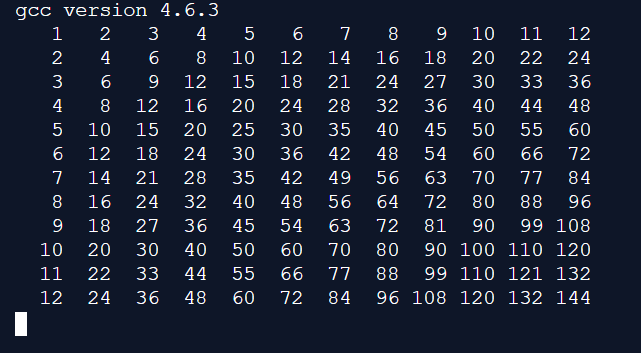 gcc version 4.6.3
1 2 3 4 5 6 7 8 9 10 11 12
2 4 6 8 10 12 14 16 18 20 22 24
3 6 9 12 15 18 21 24 27 30 33 36
4 8 12 16 20 24 28 32 36 40 44 48
5 10 15 20 25 30 35 40 45 50 55 60
6 12 18 24 30 36 42 48 54 60 66 72
7 14 21 28 35 42 49 56 63 70 77 84
8 16 24 32 40 48 56 64 72 80 88 96
9 18 27 36 45 54 63 72 81 90 99 108
10 20 30 40 50 60 70 80 90 100 110 120
11 22 33 44 55 66 77 88 99 110 121 132
12 24 36 48 60 72 84 96 108 120 132 144